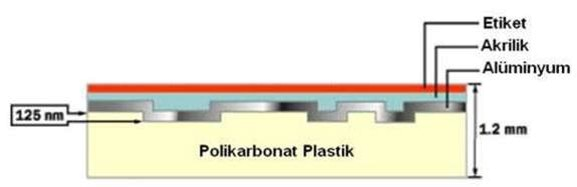 Etiket
Akrilik
Alüminyum
125 nm
1.2 mm
Polikarbonat Plastik